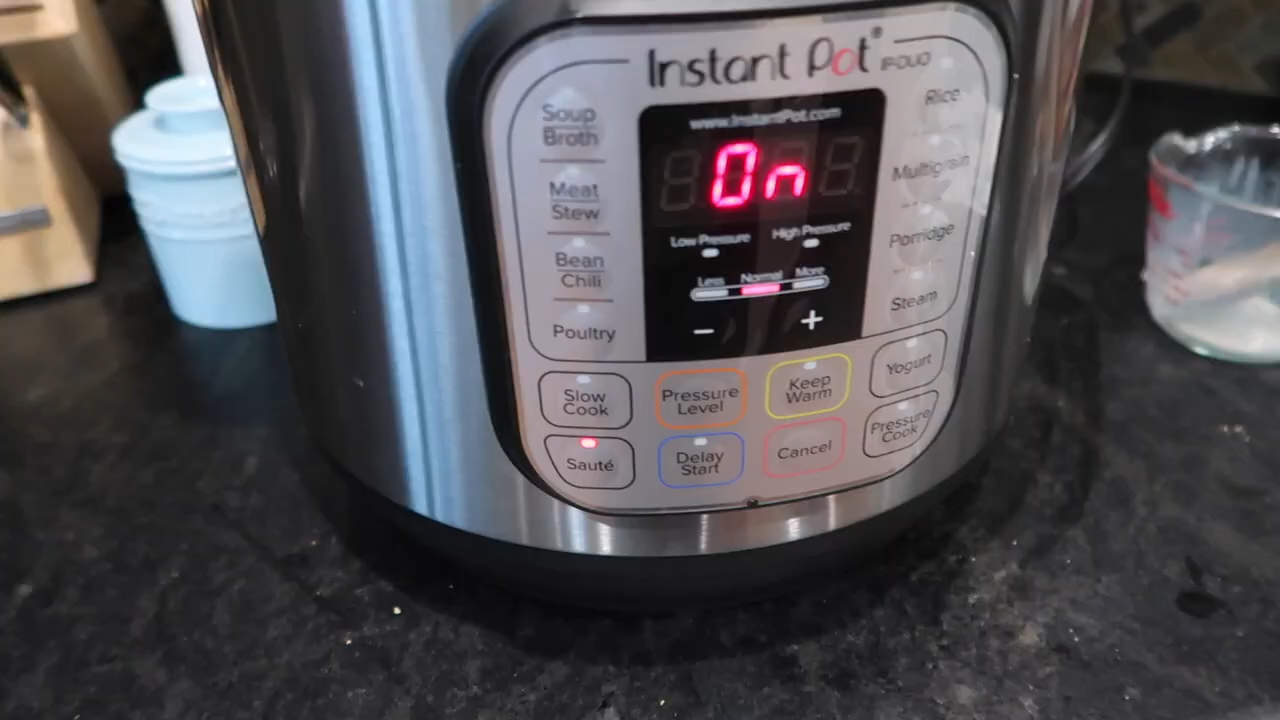 Instant Pot®
IP-DUO
Soup
Broth
Meat
Stew
Bean
Chili
Poultry
www.InstantPot.com
On
Low Pressure
High Pressure
Less
Normal
More
−
+
Rice
Multigrain
Porridge
Steam
Slow
Cook
Pressure
Level
Keep
Warm
Yogurt
Sauté
Delay
Start
Cancel
Pressure
Cook